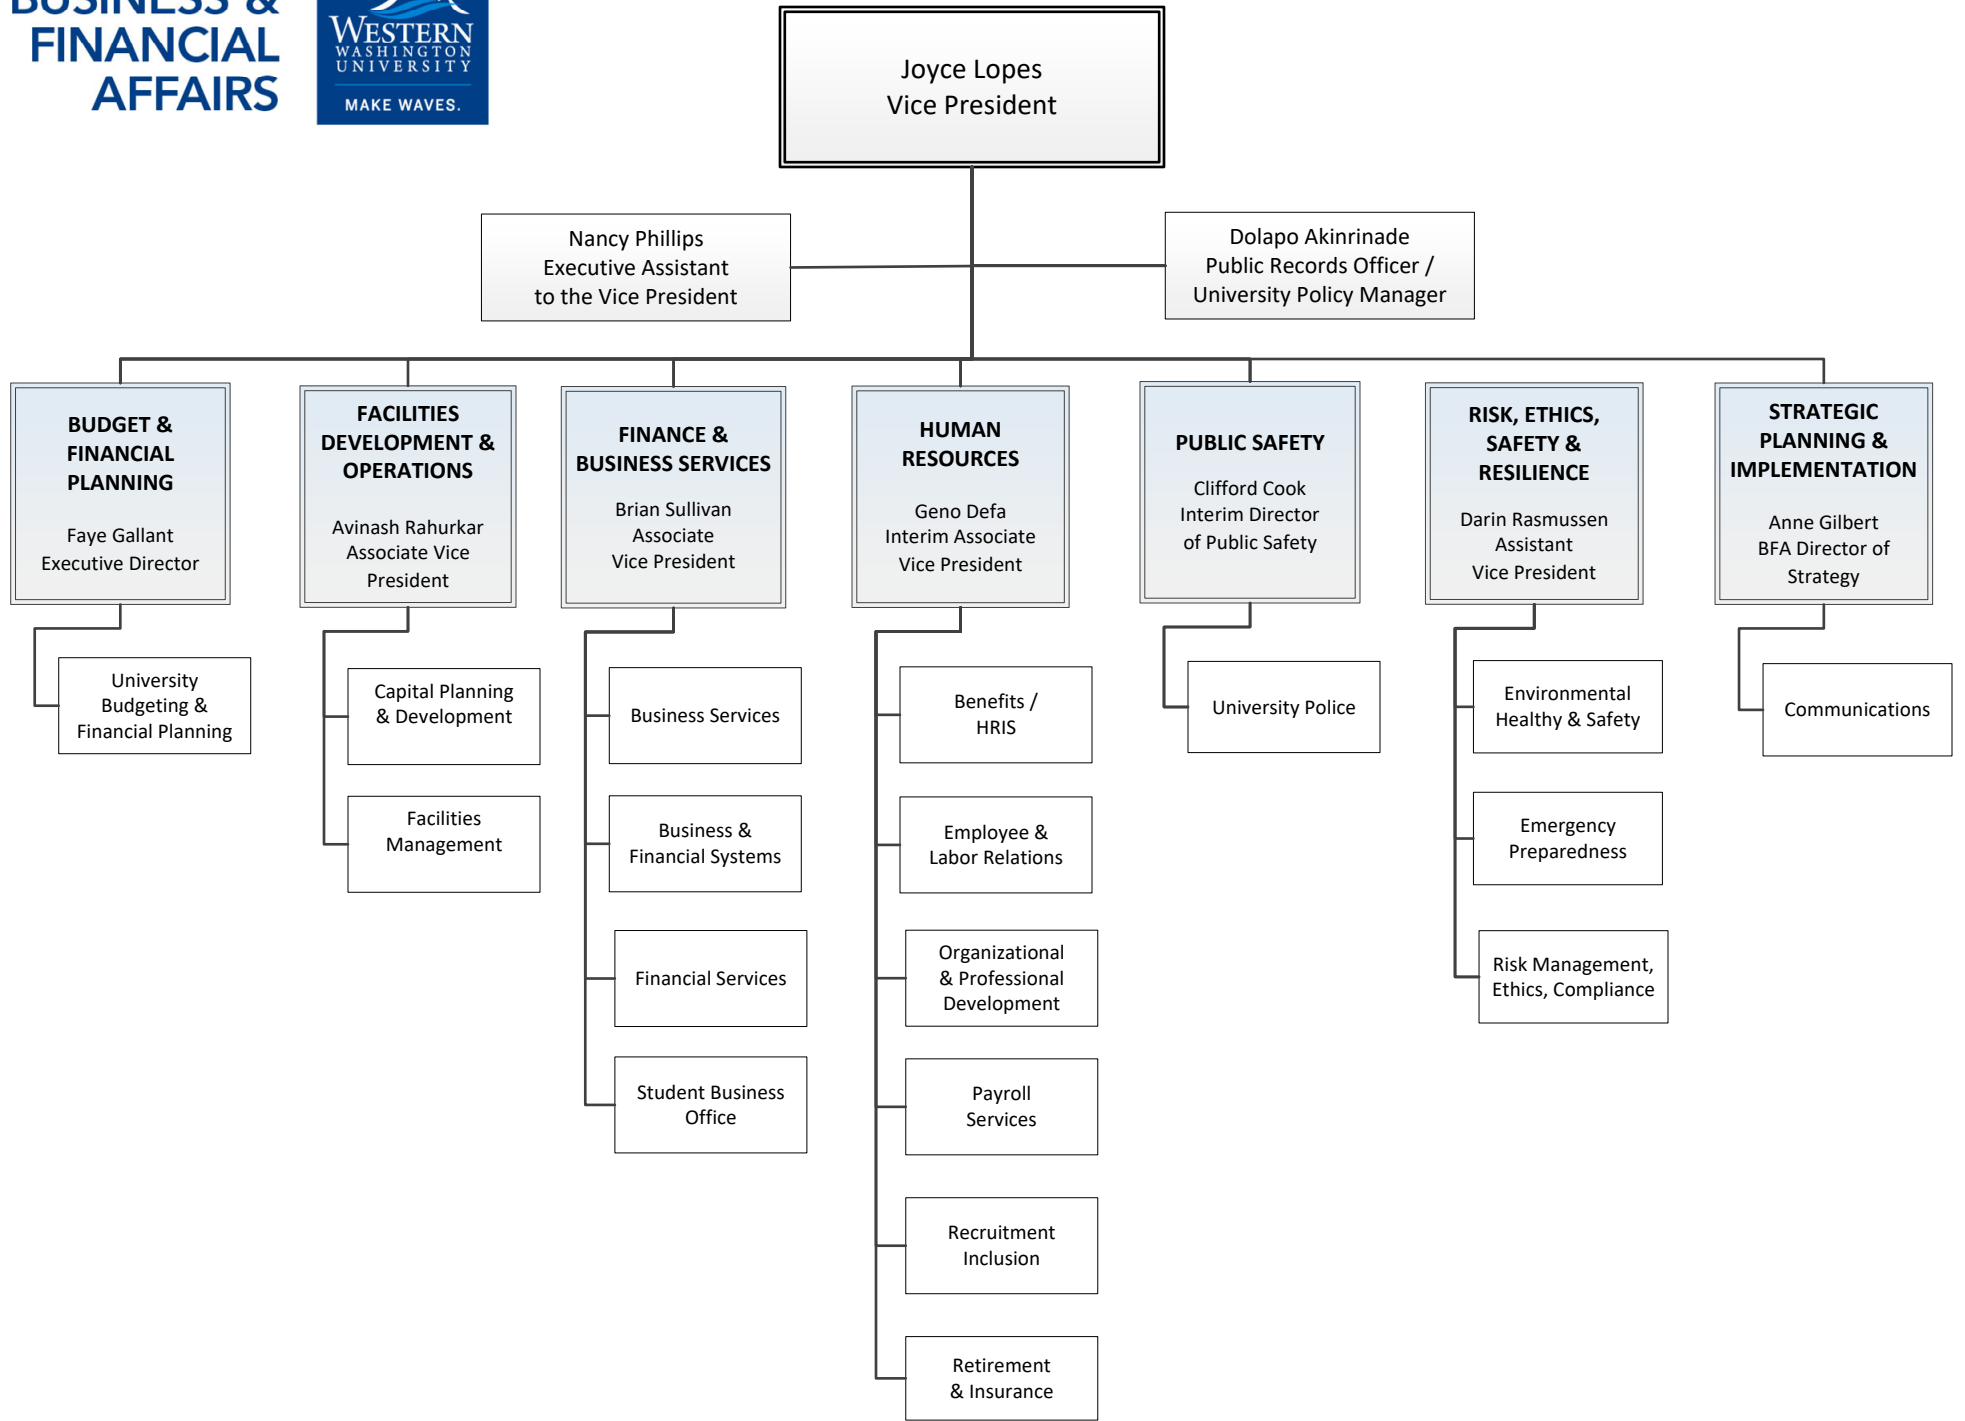 BUSINESS &
FINANCIAL
AFFAIRS
WESTERN
WASHINGTON
UNIVERSITY
MAKE WAVES.
Joyce Lopes
Vice President
Nancy Phillips
Executive Assistant
to the Vice President
Dolapo Akinrinade
Public Records Officer /
University Policy Manager
BUDGET &
FINANCIAL
PLANNING
Faye Gallant
Executive Director
FACILITIES
DEVELOPMENT &
OPERATIONS
Avinash Rahurkar
Associate Vice
President
FINANCE &
BUSINESS SERVICES
Brian Sullivan
Associate
Vice President
HUMAN
RESOURCES
Geno Defa
Interim Associate
Vice President
PUBLIC SAFETY
Clifford Cook
Interim Director
of Public Safety
RISK, ETHICS,
SAFETY &
RESILIENCE
Darin Rasmussen
Assistant
Vice President
STRATEGIC
PLANNING &
IMPLEMENTATION
Anne Gilbert
BFA Director of
Strategy
University
Budgeting &
Financial Planning
Capital Planning
& Development
Facilities
Management
Business Services
Business &
Financial Systems
Financial Services
Student Business
Office
Benefits /
HRIS
Employee &
Labor Relations
Organizational
& Professional
Development
Payroll
Services
Recruitment
Inclusion
Retirement
& Insurance
University Police
Environmental
Healthy & Safety
Emergency
Preparedness
Risk Management,
Ethics, Compliance
Communications